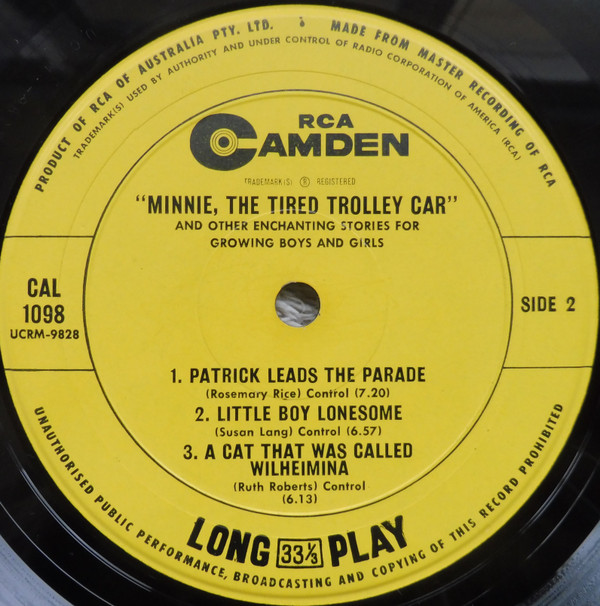 PRODUCT OF RCA OF AUSTRALIA PTY. LTD. MADE FROM MASTER RECORDING OF RCA
TRADEMARK(S) USED BY AUTHORITY AND UNDER CONTROL OF RADIO CORPORATION OF AMERICA (RCA)
RCA
CAMDEN
TRADEMARK(S) ® REGISTERED
"MINNIE, THE TIRED TROLLEY CAR"
AND OTHER ENCHANTING STORIES FOR
GROWING BOYS AND GIRLS
CAL
1098
UCRM-9828
SIDE 2
1. PATRICK LEADS THE PARADE
(Rosemary Rice) Control (7.20)
2. LITTLE BOY LONESOME
(Susan Lang) Control (6.57)
3. A CAT THAT WAS CALLED
WILHEIMINA
(Ruth Roberts) Control
(6.13)
LONG 33⅓ PLAY
UNAUTHORISED PUBLIC PERFORMANCE, BROADCASTING AND COPYING OF THIS RECORD PROHIBITED